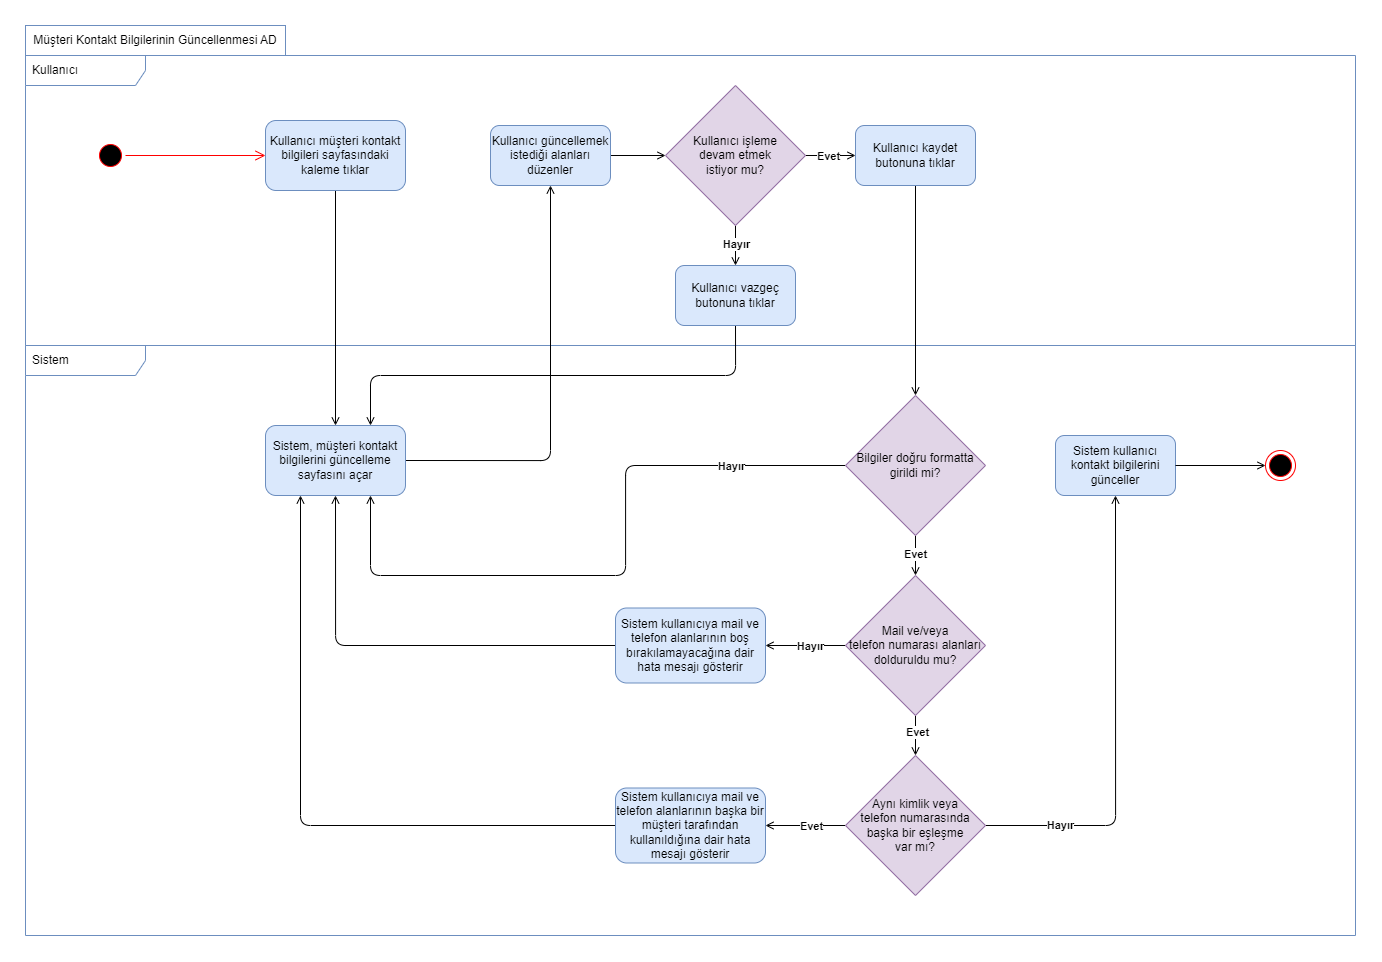 Müşteri Kontakt Bilgilerinin Güncellenmesi AD
Kullanıcı
Kullanıcı müşteri kontakt
bilgileri sayfasındaki
kaleme tıklar
Kullanıcı güncellemek
istediği alanları
düzenler
Kullanıcı işleme
devam etmek
istiyor mu?
Evet
Kullanıcı kaydet
butonuna tıklar
Hayır
Kullanıcı vazgeç
butonuna tıklar
Sistem
Sistem, müşteri kontakt
bilgilerini güncelleme
sayfasını açar
Hayır
Bilgiler doğru formatta
girildi mi?
Sistem kullanıcı
kontakt bilgilerini
günceller
Evet
Sistem kullanıcıya mail ve
telefon alanlarının boş
bırakılamayacağına dair
hata mesajı gösterir
Hayır
Mail ve/veya
telefon numarası alanları
dolduruldu mu?
Evet
Sistem kullanıcıya mail ve
telefon alanlarının başka bir
müşteri tarafından
kullanıldığına dair hata
mesajı gösterir
Evet
Aynı kimlik veya
telefon numarasında
başka bir eşleşme
var mı?
Hayır